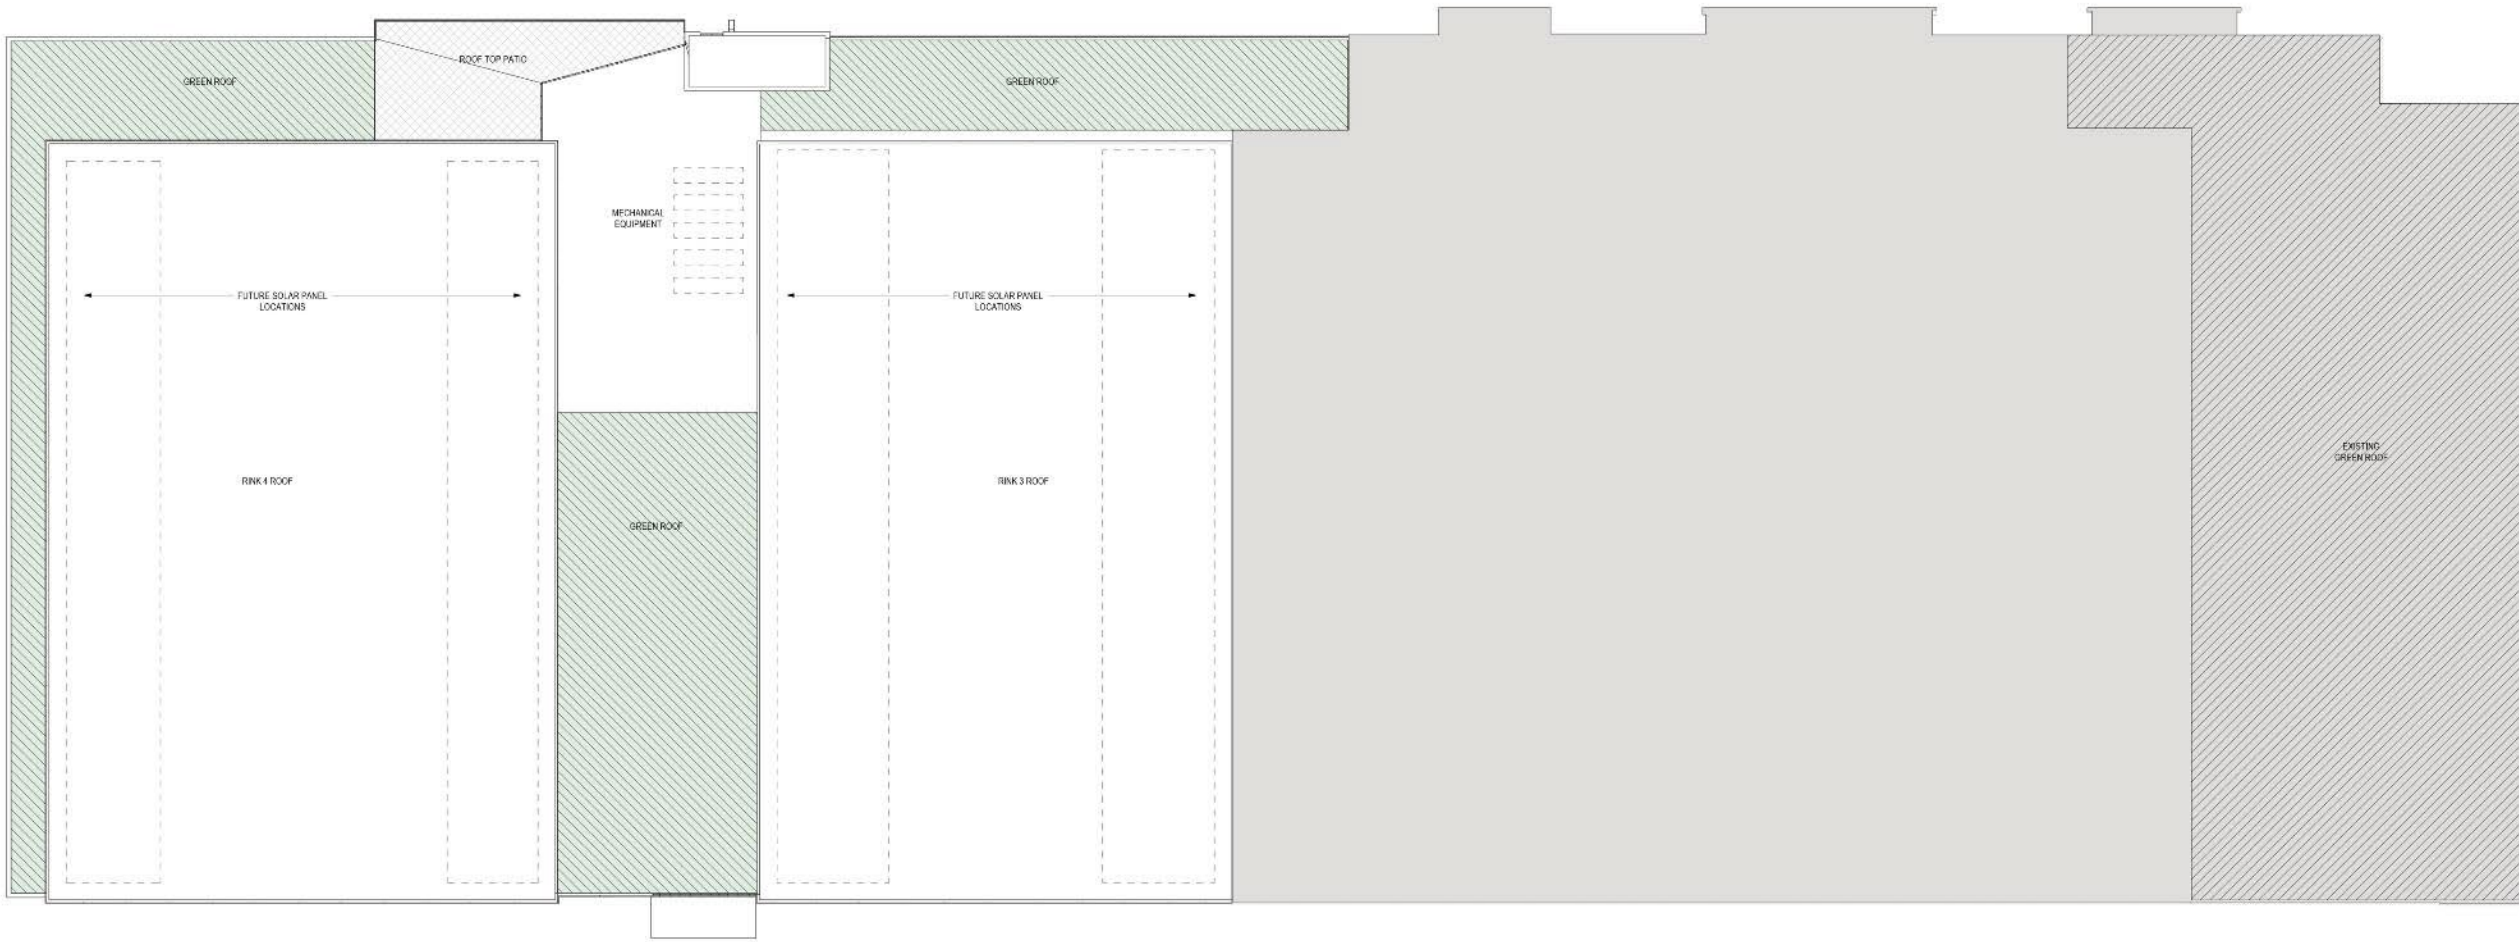 ROOF TOP PATIO
GREEN ROOF
GREEN ROOF
MECHANICAL
EQUIPMENT
FUTURE SOLAR PANEL
LOCATIONS
FUTURE SOLAR PANEL
LOCATIONS
EXISTING
GREEN ROOF
RINK 4 ROOF
RINK 3 ROOF
GREEN ROOF